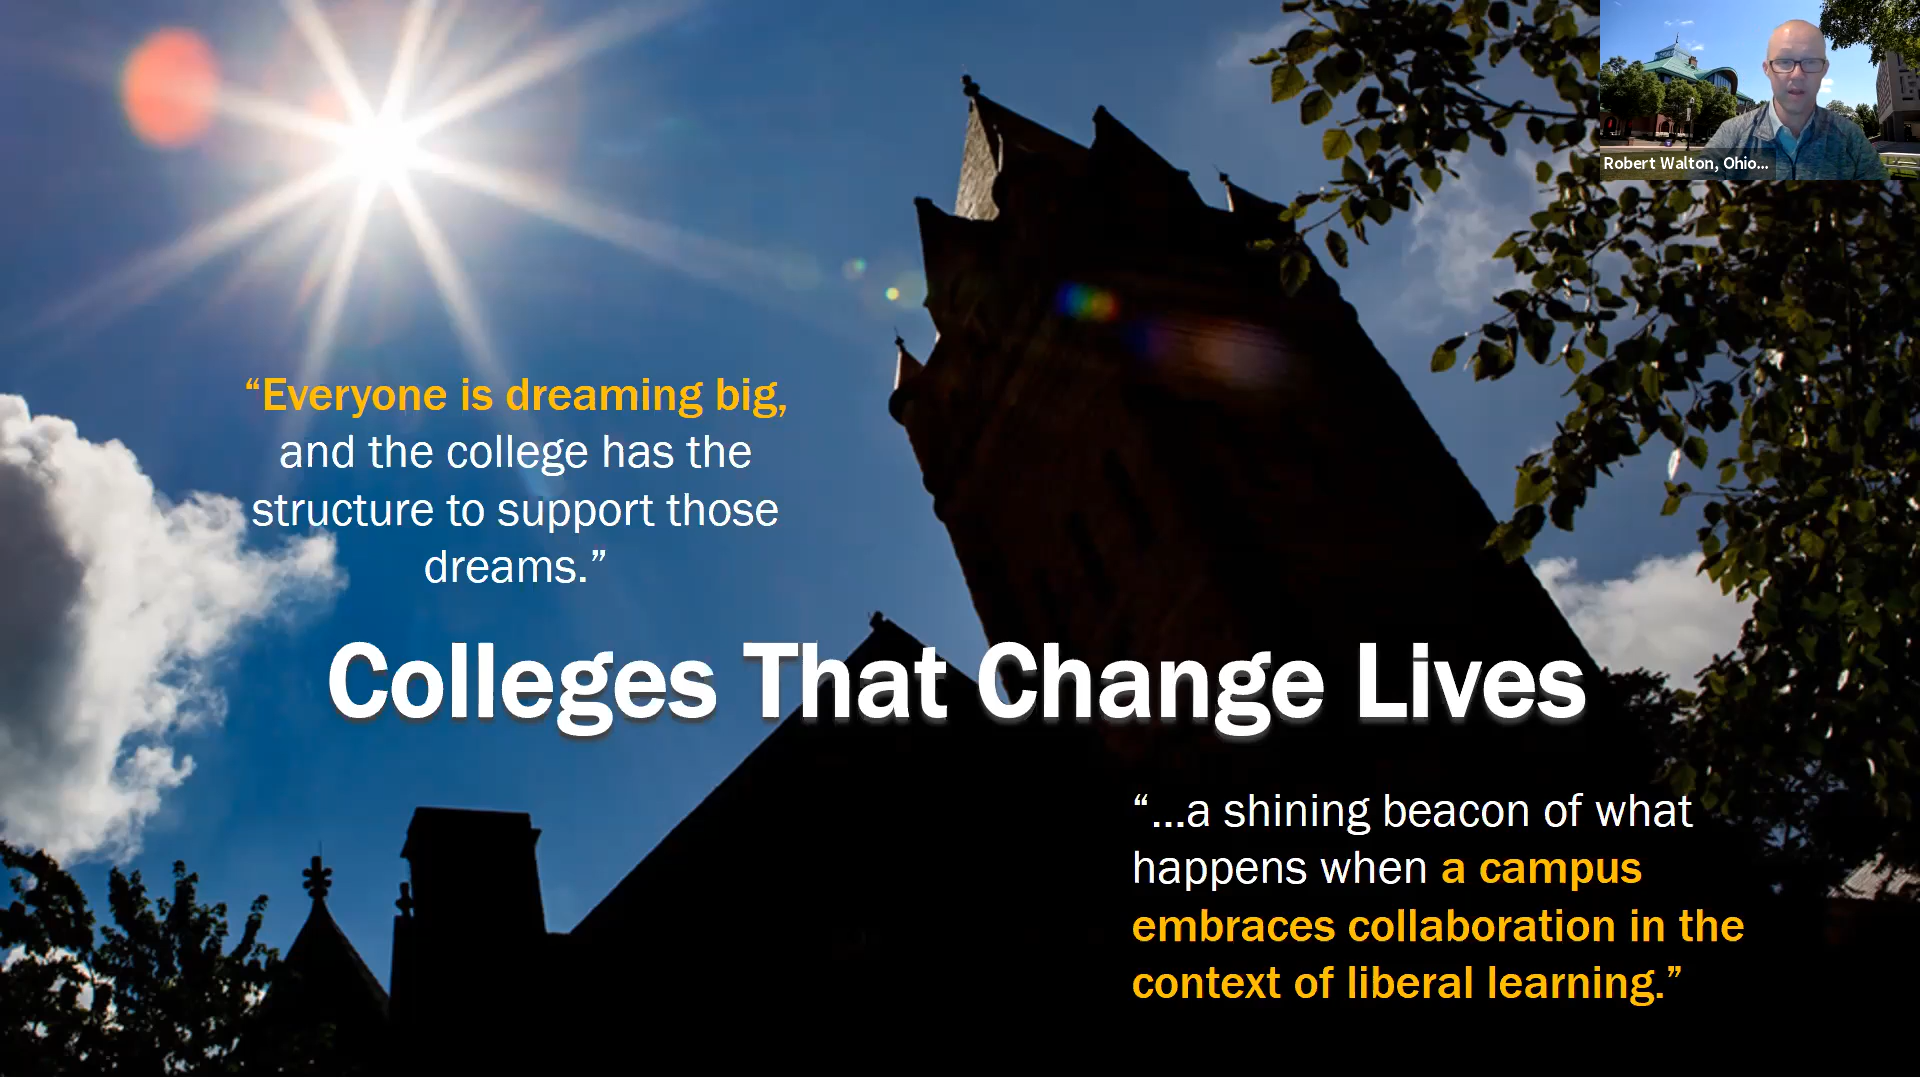 Robert Walton, Ohio...
“Everyone is dreaming big,
and the college has the
structure to support those
dreams.”
Colleges That Change Lives
“...a shining beacon of what
happens when a campus
embraces collaboration in the
context of liberal learning.”